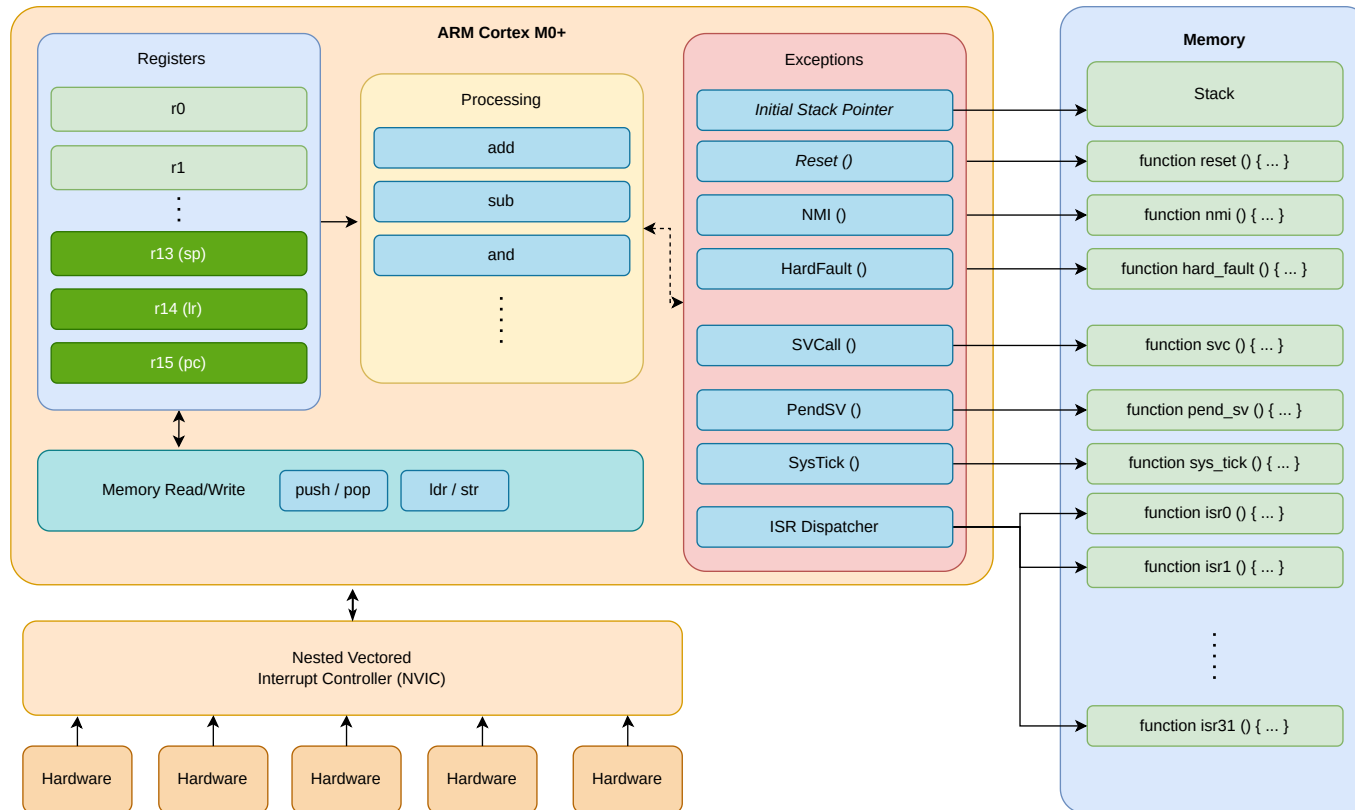 ARM Cortex M0+
Registers
r0
r1
r13 (sp)
r14 (lr)
r15 (pc)
Processing
add
sub
and
Exceptions
Initial Stack Pointer
Reset ()
NMI ()
HardFault ()
SVCall ()
PendSV ()
SysTick ()
ISR Dispatcher
Memory Read/Write
push / pop
ldr / str
Memory
Stack
function reset () { ... }
function nmi () { ... }
function hard_fault () { ... }
function svc () { ... }
function pend_sv () { ... }
function sys_tick () { ... }
function isr0 () { ... }
function isr1 () { ... }
function isr31 () { ... }
Nested Vectored
Interrupt Controller (NVIC)
Hardware
Hardware
Hardware
Hardware
Hardware